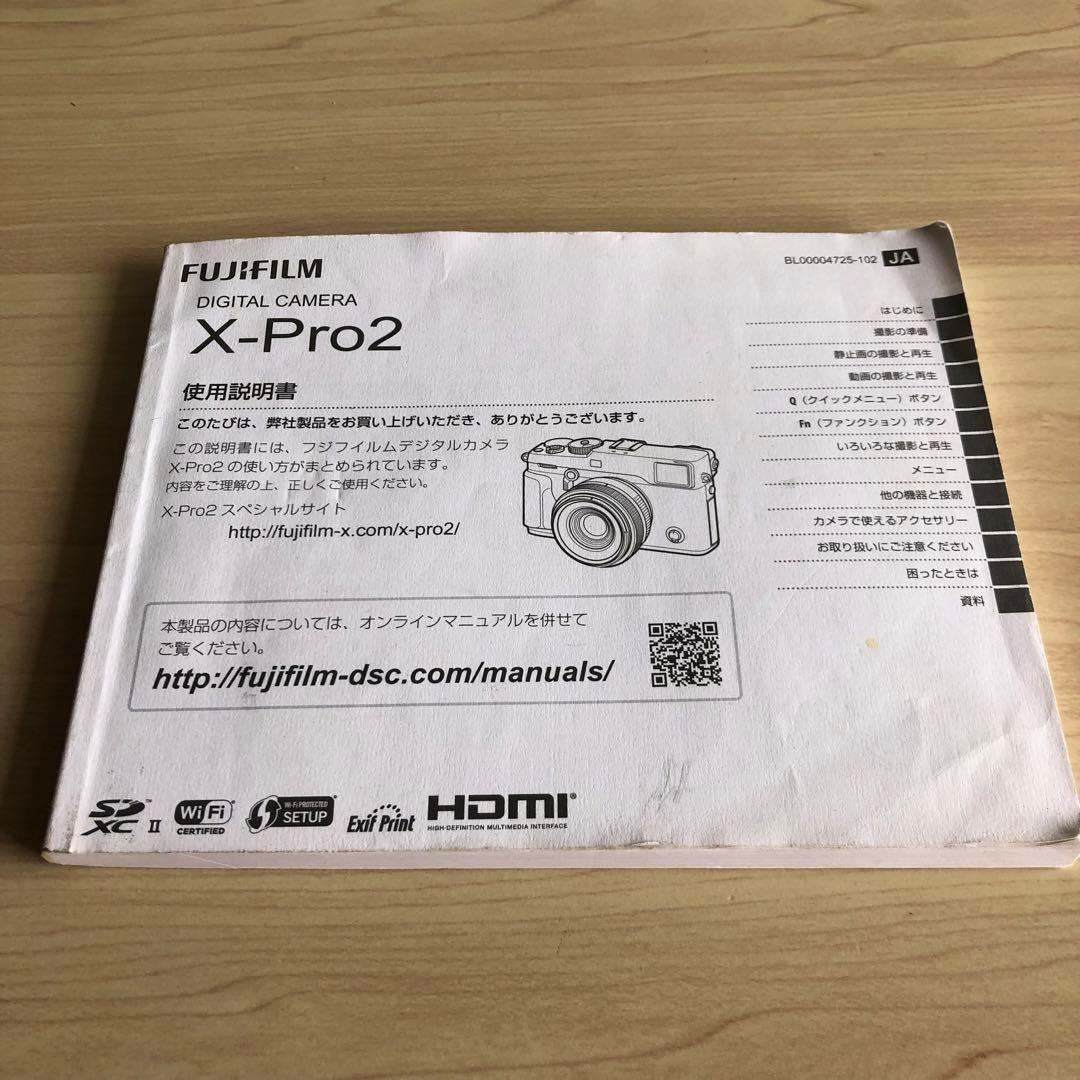 FUJIFILM
DIGITAL CAMERA
X-Pro2
使用説明書
このたびは、弊社製品をお買い上げいただき、ありがとうございます。
この説明書には、フジフイルムデジタルカメラ
X-Pro2 の使い方がまとめられています。
内容をご理解の上、正しくご使用ください。
X-Pro2 スペシャルサイト
http://fujifilm-x.com/x-pro2/
本製品の内容については、オンラインマニュアルを併せて
ご覧ください。
http://fujifilm-dsc.com/manuals/
BL00004725-102 JA
はじめに
撮影の準備
静止画の撮影と再生
動画の撮影と再生
Q（クイックメニュー）ボタン
Fn（ファンクション）ボタン
いろいろな撮影と再生
メニュー
他の機器と接続
カメラで使えるアクセサリー
お取り扱いにご注意ください
困ったときは
資料
SD XC II ™
Wi Fi CERTIFIED ®
Wi-Fi PROTECTED SETUP
Exif Print
HDMI®
HIGH-DEFINITION MULTIMEDIA INTERFACE